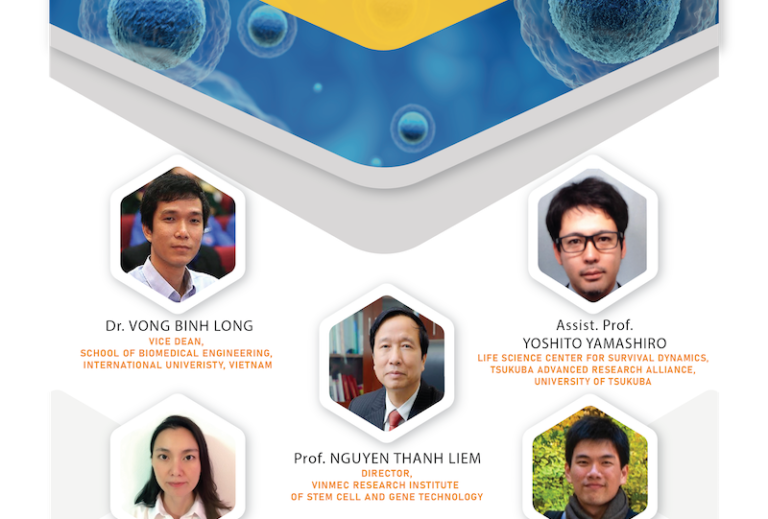 Dr. VONG BINH LONG
VICE DEAN,
SCHOOL OF BIOMEDICAL ENGINEERING,
INTERNATIONAL UNIVERISTY, VIETNAM
Assist. Prof.
YOSHITO YAMASHIRO
LIFE SCIENCE CENTER FOR SURVIVAL DYNAMICS,
TSUKUBA ADVANCED RESEARCH ALLIANCE,
UNIVERSITY OF TSUKUBA
Prof. NGUYEN THANH LIEM
DIRECTOR,
VINMEC RESEARCH INSTITUTE
OF STEM CELL AND GENE TECHNOLOGY